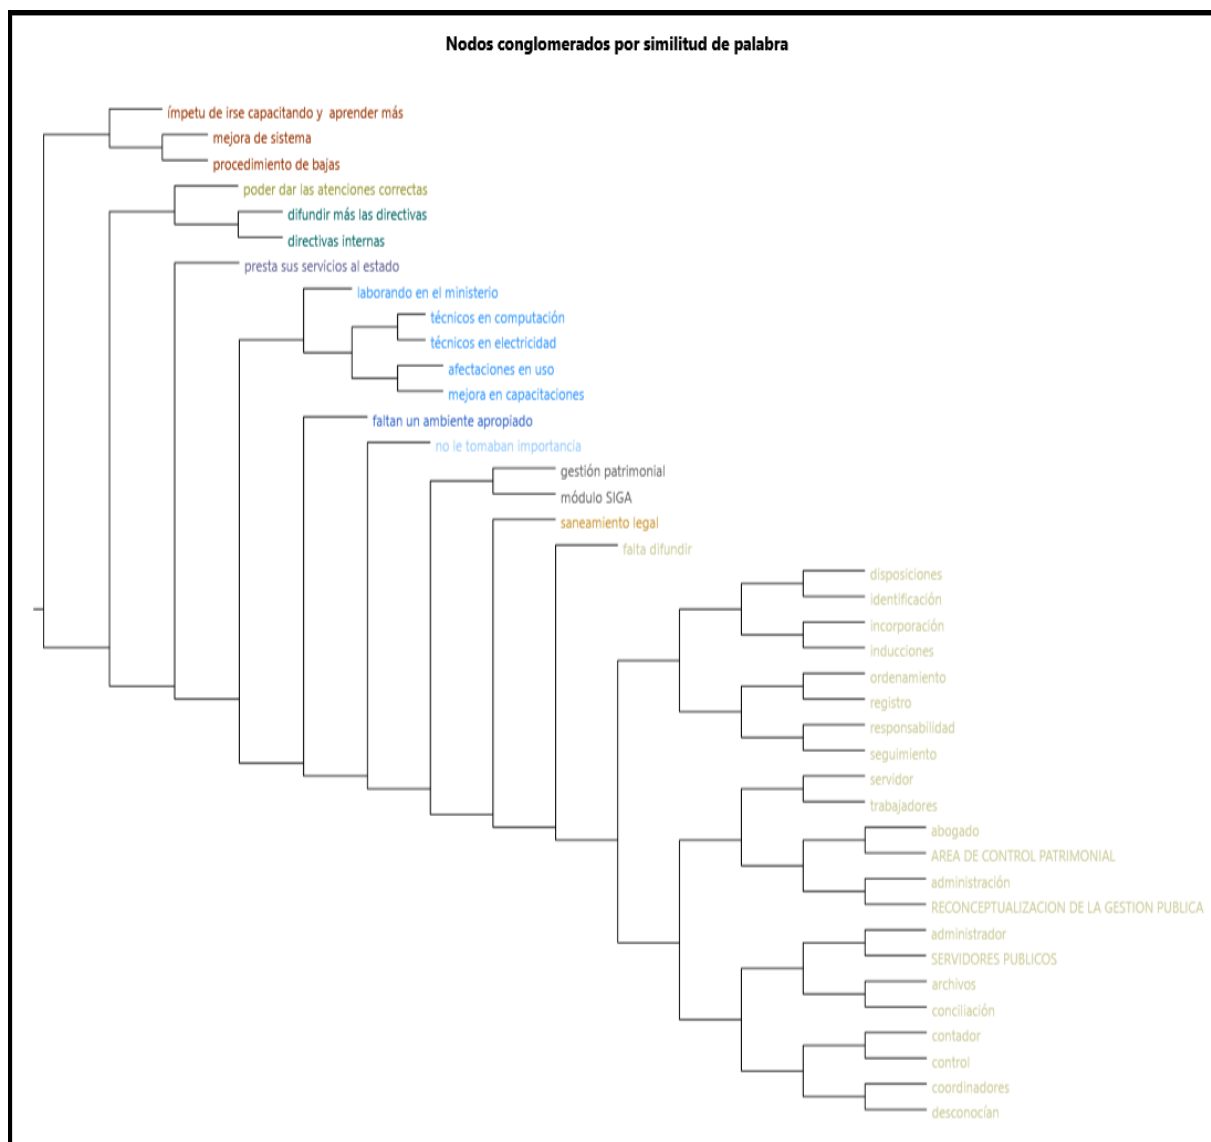 Nodos conglomerados por similitud de palabra
ímpetu de irse capacitando y aprender más
mejora de sistema
procedimiento de bajas
poder dar las atenciones correctas
difundir más las directivas
directivas internas
presta sus servicios al estado
laborando en el ministerio
técnicos en computación
técnicos en electricidad
afectaciones en uso
mejora en capacitaciones
faltan un ambiente apropiado
no le tomaban importancia
gestión patrimonial
módulo SIGA
saneamiento legal
falta difundir
disposiciones
identificación
incorporación
inducciones
ordenamiento
registro
responsabilidad
seguimiento
servidor
trabajadores
abogado
AREA DE CONTROL PATRIMONIAL
administración
RECONCEPTUALIZACION DE LA GESTION PUBLICA
administrador
SERVIDORES PUBLICOS
archivos
conciliación
contador
control
coordinadores
desconocían